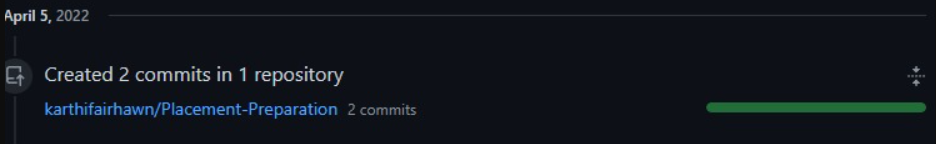 April 5, 2022
Created 2 commits in 1 repository
karthifairhawn/Placement-Preparation 2 commits